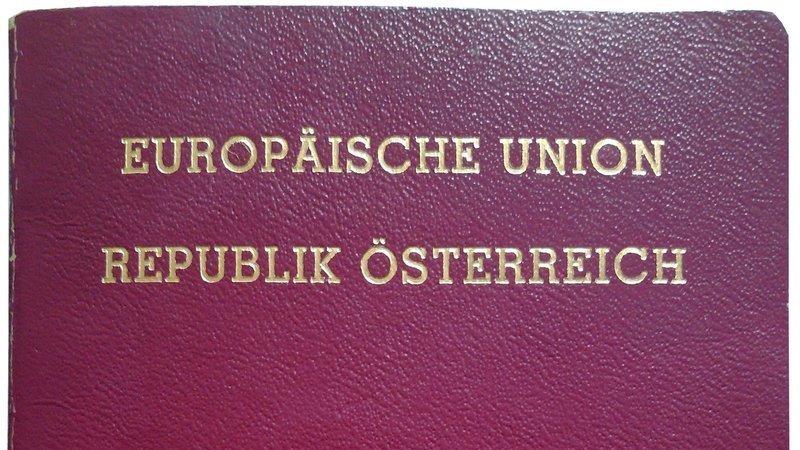 EUROPÄISCHE UNION
REPUBLIK ÖSTERREICH